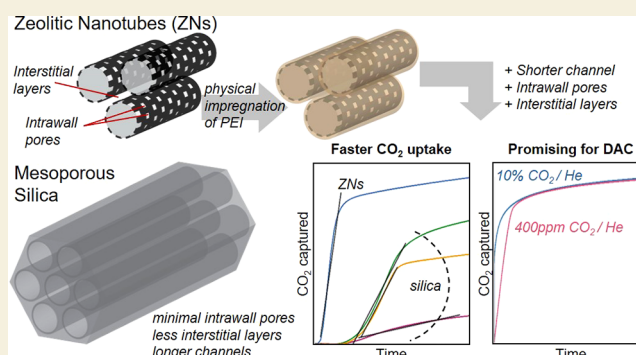 Zeolitic Nanotubes (ZNs)
Interstitial
layers
Intrawall
pores
physical
impregnation
of PEI
+ Shorter channel
+ Intrawall pores
+ Interstitial layers
Mesoporous
Silica
minimal intrawall pores
less interstitial layers
longer channels
Faster CO₂ uptake
ZNs
silica
CO₂ captured
Time
Promising for DAC
10% CO₂ / He
400ppm CO₂ / He
CO₂ captured
Time